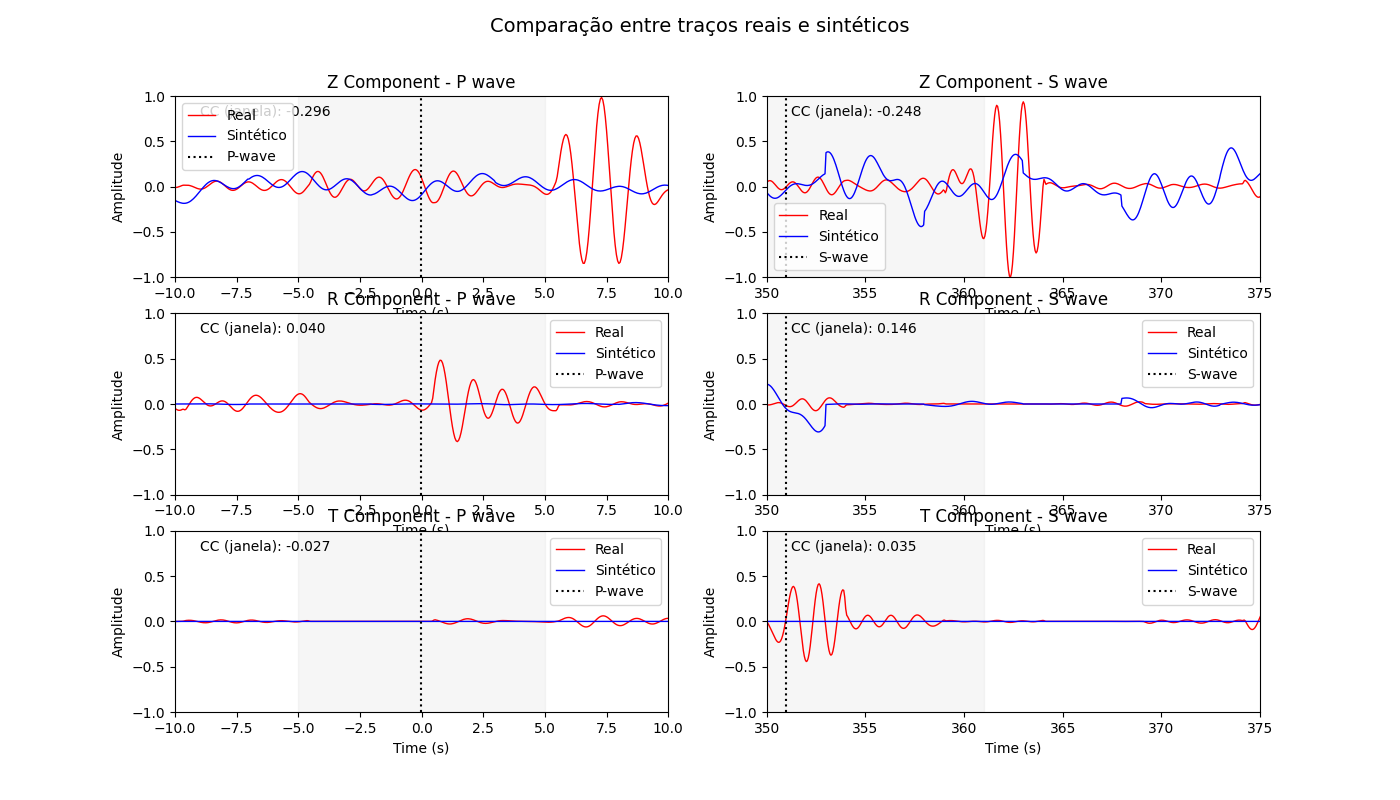 Comparação entre traços reais e sintéticos
Z Component - P wave
CC (janela): -0.296
Real
Sintético
P-wave
Amplitude
1.0
0.5
0.0
−0.5
−1.0
−10.0 −7.5 −5.0 −2.5 0.0 2.5 5.0 7.5 10.0
Time (s)
Z Component - S wave
CC (janela): -0.248
Real
Sintético
S-wave
Amplitude
1.0
0.5
0.0
−0.5
−1.0
350 355 360 365 370 375
Time (s)
R Component - P wave
CC (janela): 0.040
Real
Sintético
P-wave
Amplitude
1.0
0.5
0.0
−0.5
−1.0
−10.0 −7.5 −5.0 −2.5 0.0 2.5 5.0 7.5 10.0
Time (s)
R Component - S wave
CC (janela): 0.146
Real
Sintético
S-wave
Amplitude
1.0
0.5
0.0
−0.5
−1.0
350 355 360 365 370 375
Time (s)
T Component - P wave
CC (janela): -0.027
Real
Sintético
P-wave
Amplitude
1.0
0.5
0.0
−0.5
−1.0
−10.0 −7.5 −5.0 −2.5 0.0 2.5 5.0 7.5 10.0
Time (s)
T Component - S wave
CC (janela): 0.035
Real
Sintético
S-wave
Amplitude
1.0
0.5
0.0
−0.5
−1.0
350 355 360 365 370 375
Time (s)